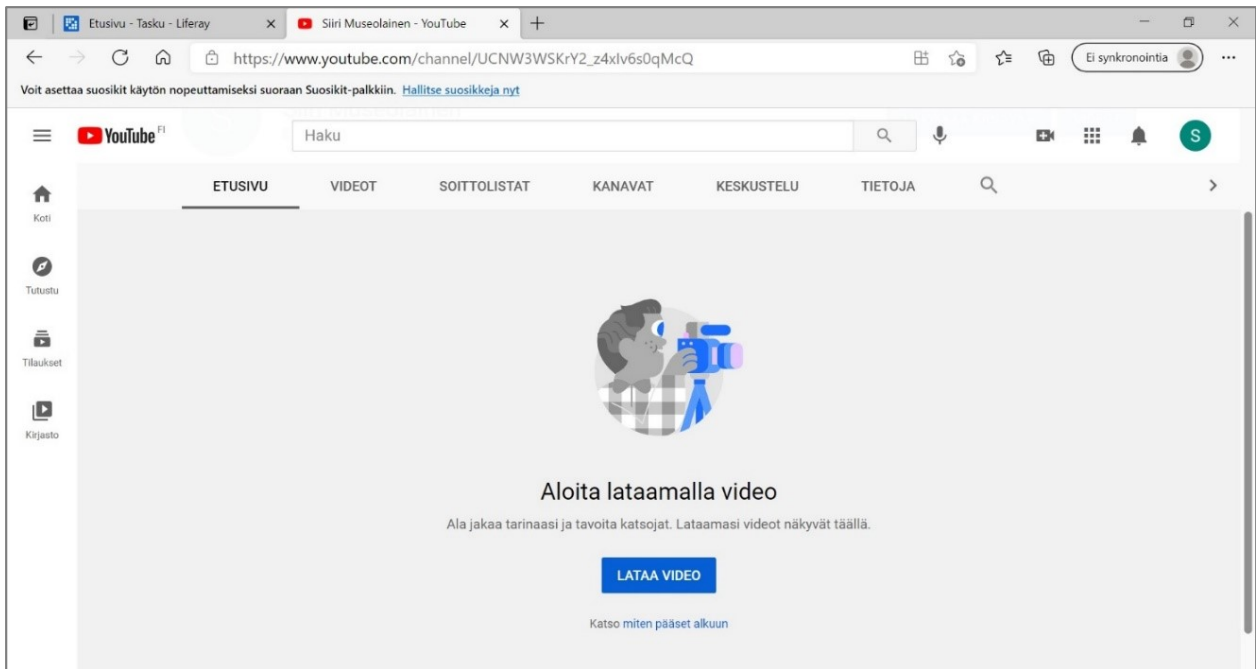 Etusivu - Tasku - Liferay
Siiri Museolainen - YouTube
https://www.youtube.com/channel/UCNW3WSKrY2_z4xIv6s0qMcQ
Ei synkronointia
Voit asettaa suosikit käytön nopeuttamiseksi suoraan Suosikit-palkkiin. Hallitse suosikkeja nyt
YouTube FI
Haku
S
ETUSIVU VIDEOT SOITTOLISTAT KANAVAT KESKUSTELU TIETOJA
Koti
Tutustu
Tilaukset
Kirjasto
Aloita lataamalla video
Ala jakaa tarinaasi ja tavoita katsojat. Lataamasi videot näkyvät täällä.
LATAA VIDEO
Katso miten pääset alkuun